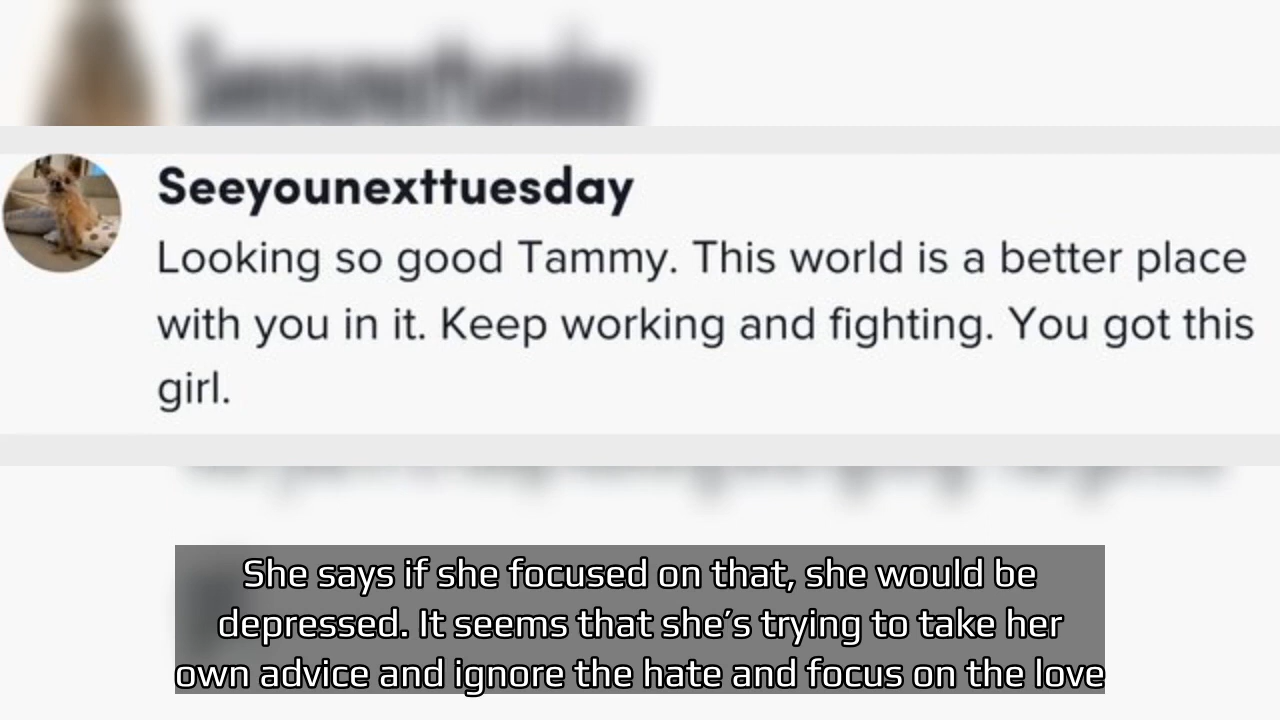 Seeyounexttuesday
Looking so good Tammy. This world is a better place
with you in it. Keep working and fighting. You got this
girl.
She says if she focused on that, she would be
depressed. It seems that she’s trying to take her
own advice and ignore the hate and focus on the love